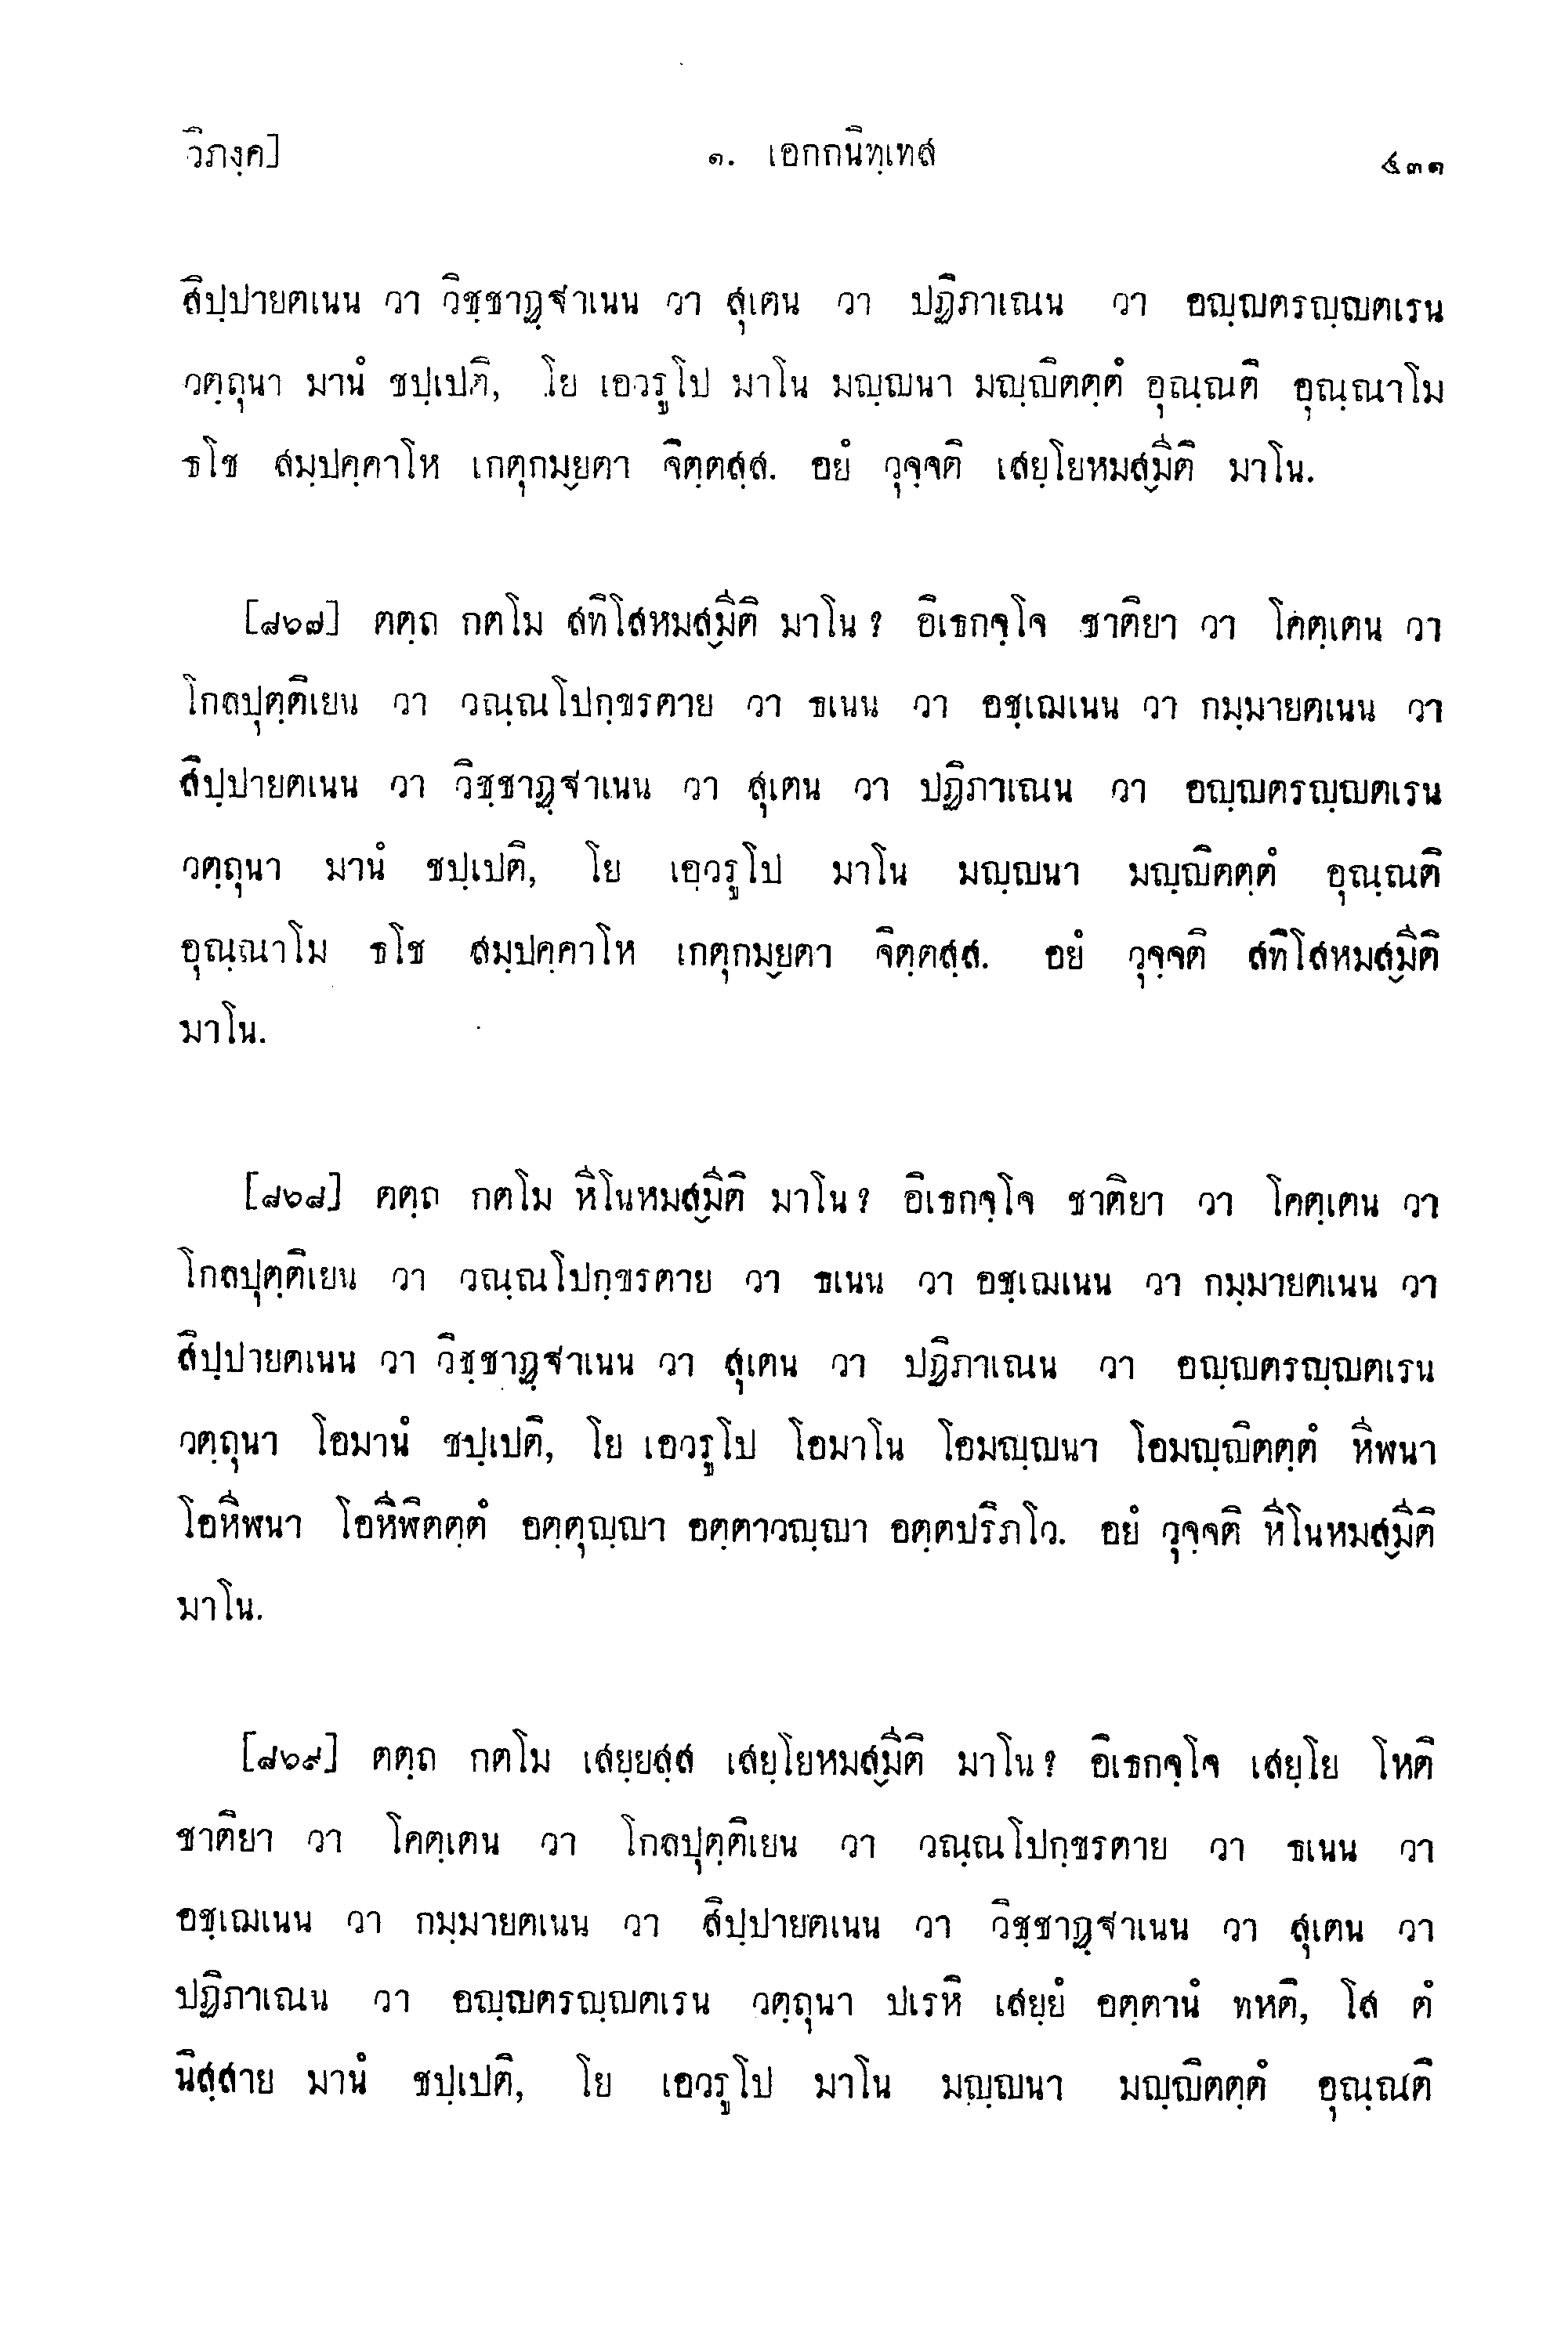 วิภงฺค]
๑. เอกกนิทฺเทส
๕๓๑
สิปฺปายตเนน วา วิชฺชาฏฺฐาเนน วา สุเตน วา ปฏิภาเณน วา อญฺญตรญฺญตเรน
วตฺถุนา มานํ ชปฺเปติ, โย เอวรูโป มาโน มญฺญนา มญฺญิตตฺตํ อุณฺณติ อุณฺณาโม
ธโช สมฺปคฺคาโห เกตุกมฺยตา จิตฺตสฺส. อยํ วุจฺจติ เสยฺโยหมสฺมีติ มาโน.
[๘๖๗] ตตฺถ กตโม สทิโสหมสฺมีติ มาโน? อิเธกจฺโจ ชาติยา วา โคตฺเตน วา
โกลปุตฺติเยน วา วณฺณโปกฺขรตาย วา ธเนน วา อชฺเฌเนน วา กมฺมายตเนน วา
สิปฺปายตเนน วา วิชฺชาฏฺฐาเนน วา สุเตน วา ปฏิภาเณน วา อญฺญตรญฺญตเรน
วตฺถุนา มานํ ชปฺเปติ, โย เอวรูโป มาโน มญฺญนา มญฺญิตตฺตํ อุณฺณติ
อุณฺณาโม ธโช สมฺปคฺคาโห เกตุกมฺยตา จิตฺตสฺส. อยํ วุจฺจติ สทิโสหมสฺมีติ
มาโน.
[๘๖๘] ตตฺถ กตโม หีโนหมสฺมีติ มาโน? อิเธกจฺโจ ชาติยา วา โคตฺเตน วา
โกลปุตฺติเยน วา วณฺณโปกฺขรตาย วา ธเนน วา อชฺเฌเนน วา กมฺมายตเนน วา
สิปฺปายตเนน วา วิชฺชาฏฺฐาเนน วา สุเตน วา ปฏิภาเณน วา อญฺญตรญฺญตเรน
วตฺถุนา โอมานํ ชปฺเปติ, โย เอวรูโป โอมาโน โอมญฺญนา โอมญฺญิตตฺตํ หีฬนา
โอหีฬนา โอหีฬิตตฺตํ อตฺตุญฺญา อตฺตาวญฺญา อตฺตปริภโว. อยํ วุจฺจติ หีโนหมสฺมีติ
มาโน.
[๘๖๙] ตตฺถ กตโม เสยฺยสฺส เสยฺโยหมสฺมีติ มาโน? อิเธกจฺโจ เสยฺโย โหติ
ชาติยา วา โคตฺเตน วา โกลปุตฺติเยน วา วณฺณโปกฺขรตาย วา ธเนน วา
อชฺเฌเนน วา กมฺมายตเนน วา สิปฺปายตเนน วา วิชฺชาฏฺฐาเนน วา สุเตน วา
ปฏิภาเณน วา อญฺญตรญฺญตเรน วตฺถุนา ปเรหิ เสยฺยํ อตฺตานํ ทหติ, โส ตํ
นิสฺสาย มานํ ชปฺเปติ, โย เอวรูโป มาโน มญฺญนา มญฺญิตตฺตํ อุณฺณติ